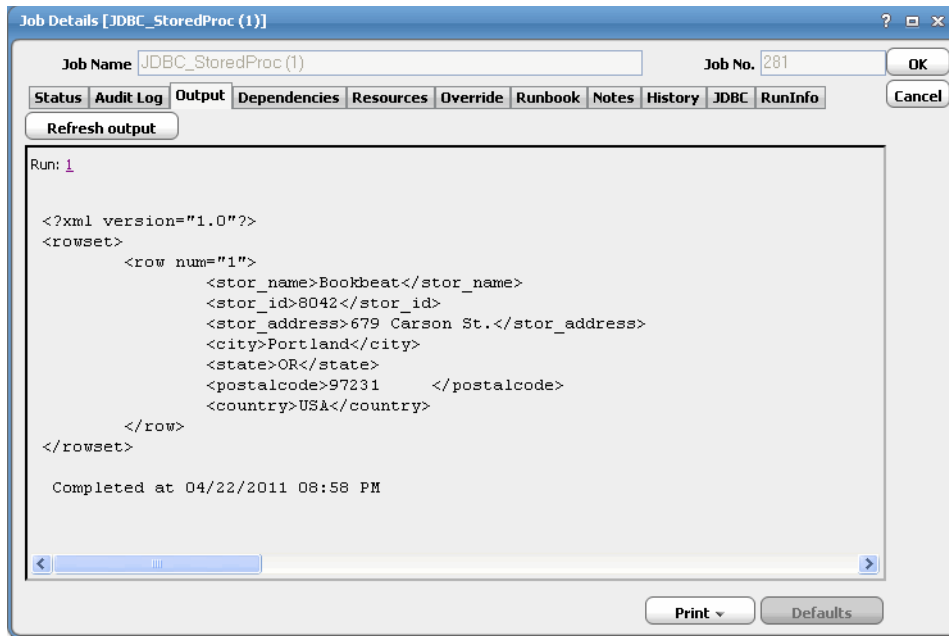 Job Details [JDBC_StoredProc (1)]
Job Name JDBC_StoredProc (1) Job No. 281 OK
Status Audit Log Output Dependencies Resources Override Runbook Notes History JDBC RunInfo Cancel
Refresh output
Run: 1
<?xml version="1.0"?>
<rowset>
<row num="1">
<stor_name>Bookbeat</stor_name>
<stor_id>8042</stor_id>
<stor_address>679 Carson St.</stor_address>
<city>Portland</city>
<state>OR</state>
<postalcode>97231     </postalcode>
<country>USA</country>
</row>
</rowset>
Completed at 04/22/2011 08:58 PM
Print Defaults